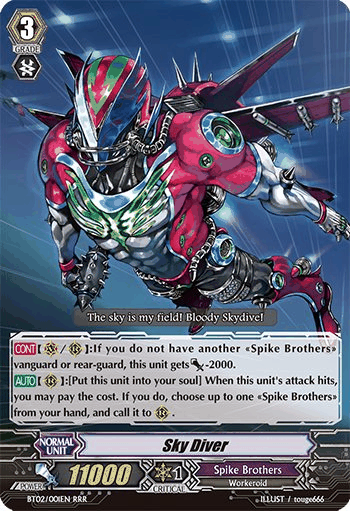 3
GRADE
The sky is my field! Bloody Skydive!
CONT [ / ]:If you do not have another «Spike Brothers»
vanguard or rear-guard, this unit gets -2000.
AUTO [ ]:[Put this unit into your soul] When this unit's attack hits,
you may pay the cost. If you do, choose up to one «Spike Brothers»
from your hand, and call it to .
NORMAL
UNIT
Sky Diver
POWER 11000
1
CRITICAL
Spike Brothers
Workeroid
BT02/001EN RRR
ILLUST / touge666